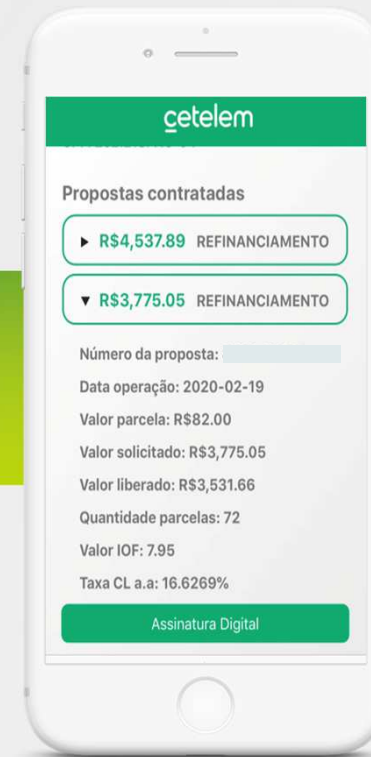 cetelem
Propostas contratadas
▶ R$4,537.89 REFINANCIAMENTO
▼ R$3,775.05 REFINANCIAMENTO
Número da proposta:
Data operação: 2020-02-19
Valor parcela: R$82.00
Valor solicitado: R$3,775.05
Valor liberado: R$3,531.66
Quantidade parcelas: 72
Valor IOF: 7.95
Taxa CL a.a: 16.6269%
Assinatura Digital